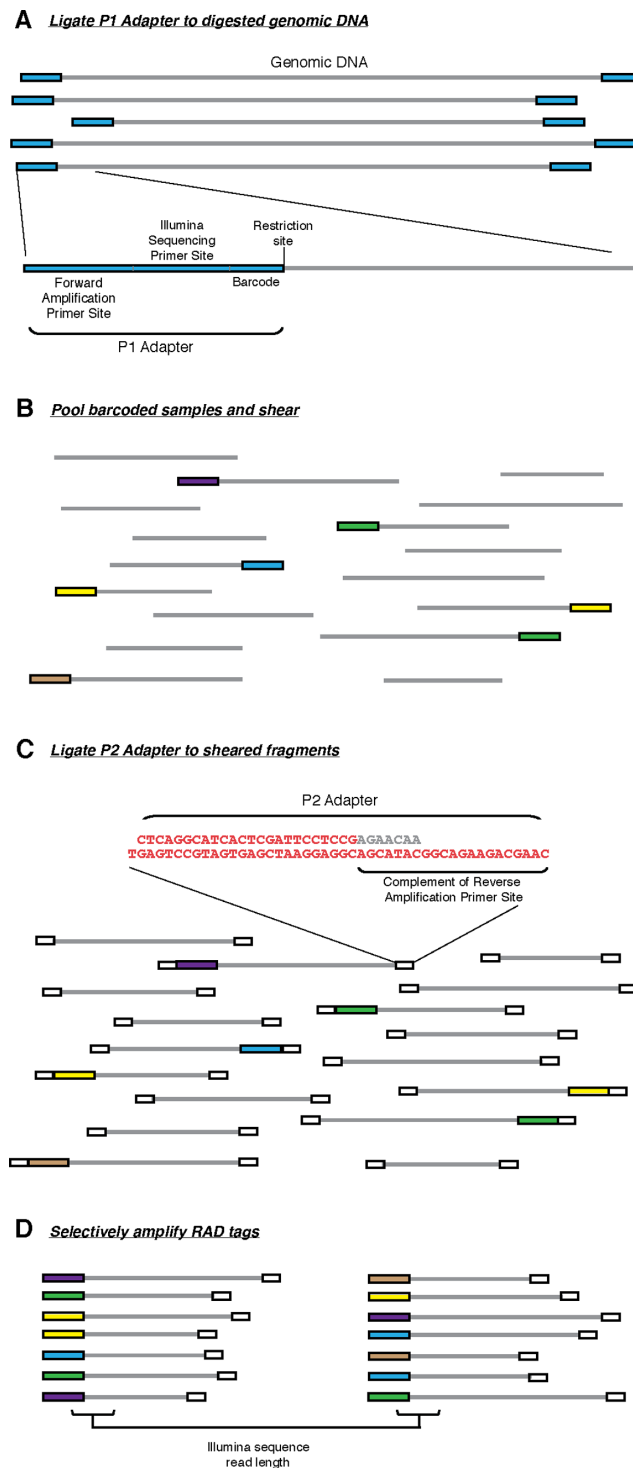 A Ligate P1 Adapter to digested genomic DNA
Genomic DNA
Illumina
Sequencing
Primer Site
Restriction
site
Forward
Amplification
Primer Site
Barcode
P1 Adapter
B Pool barcoded samples and shear
C Ligate P2 Adapter to sheared fragments
P2 Adapter
CTCAGGCATCACTCGATTCCTCCGAGAACAA
TGAGTCCGTAGTGAGCTAAGGAGGCAGCATACGGCAGAAGACGAAC
Complement of Reverse
Amplification Primer Site
D Selectively amplify RAD tags
Illumina sequence
read length